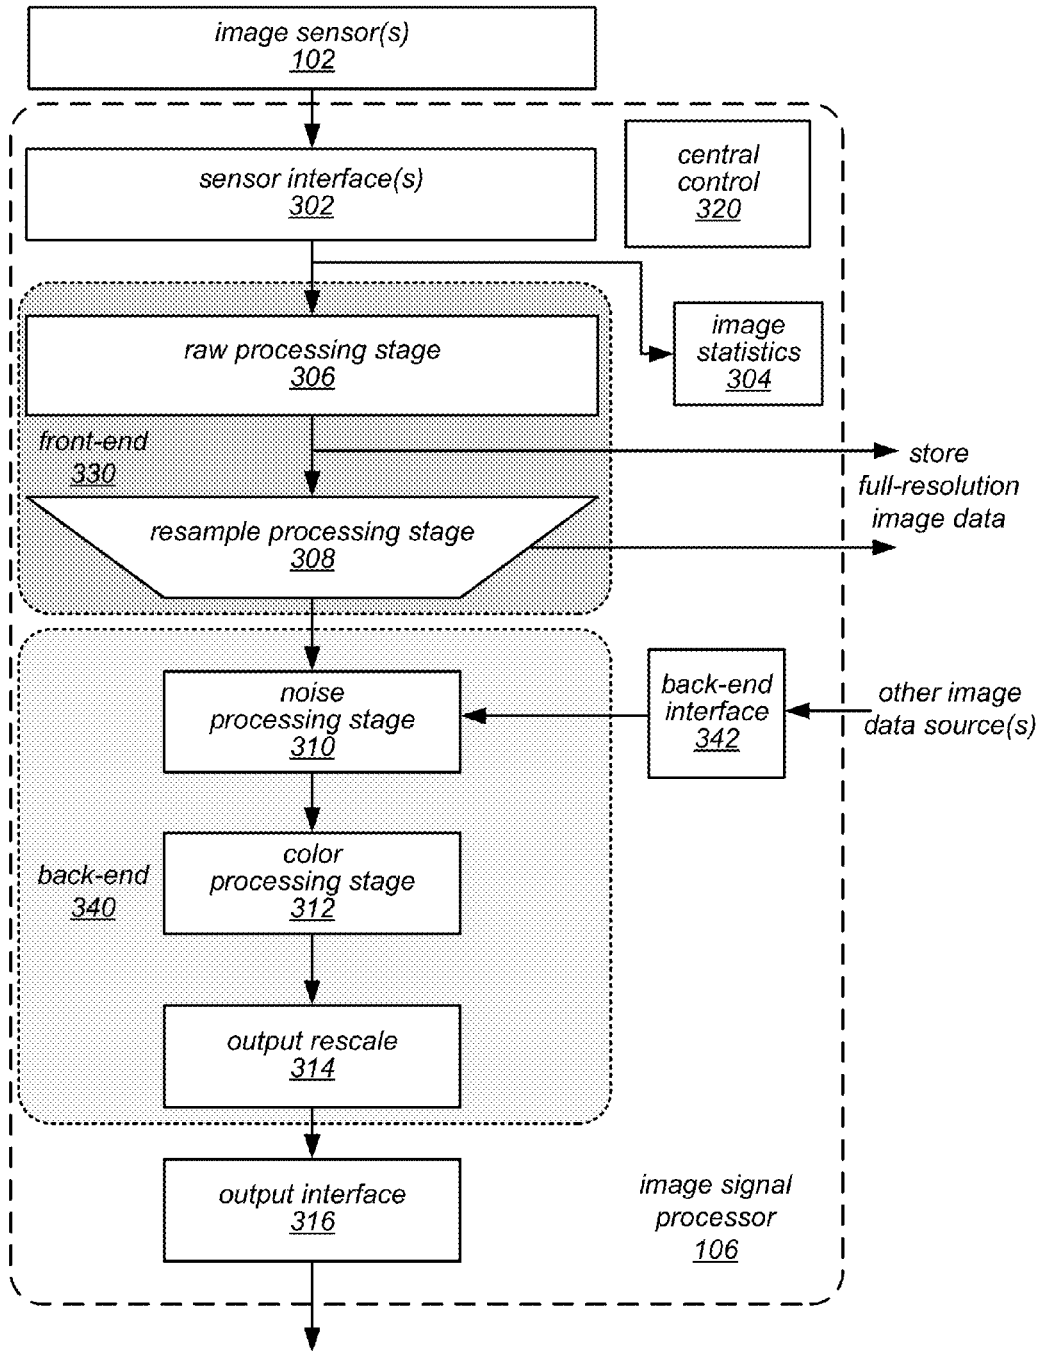 image sensor(s)
102
sensor interface(s)
302
central
control
320
image
statistics
304
raw processing stage
306
front-end
330
store
full-resolution
image data
resample processing stage
308
noise
processing stage
310
back-end
interface
342
other image
data source(s)
color
processing stage
312
back-end
340
output rescale
314
output interface
316
image signal
processor
106